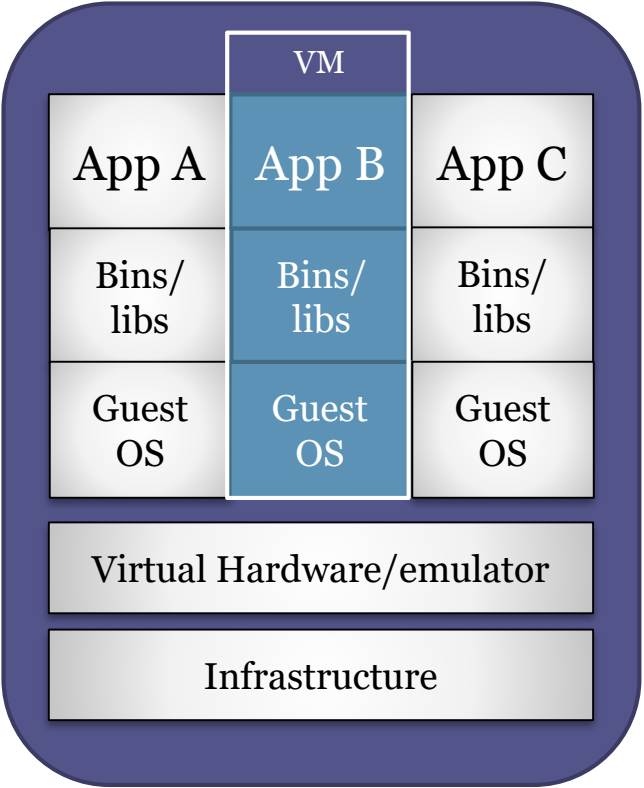 VM
App A
App B
App C
Bins/
libs
Bins/
libs
Bins/
libs
Guest
OS
Guest
OS
Guest
OS
Virtual Hardware/emulator
Infrastructure